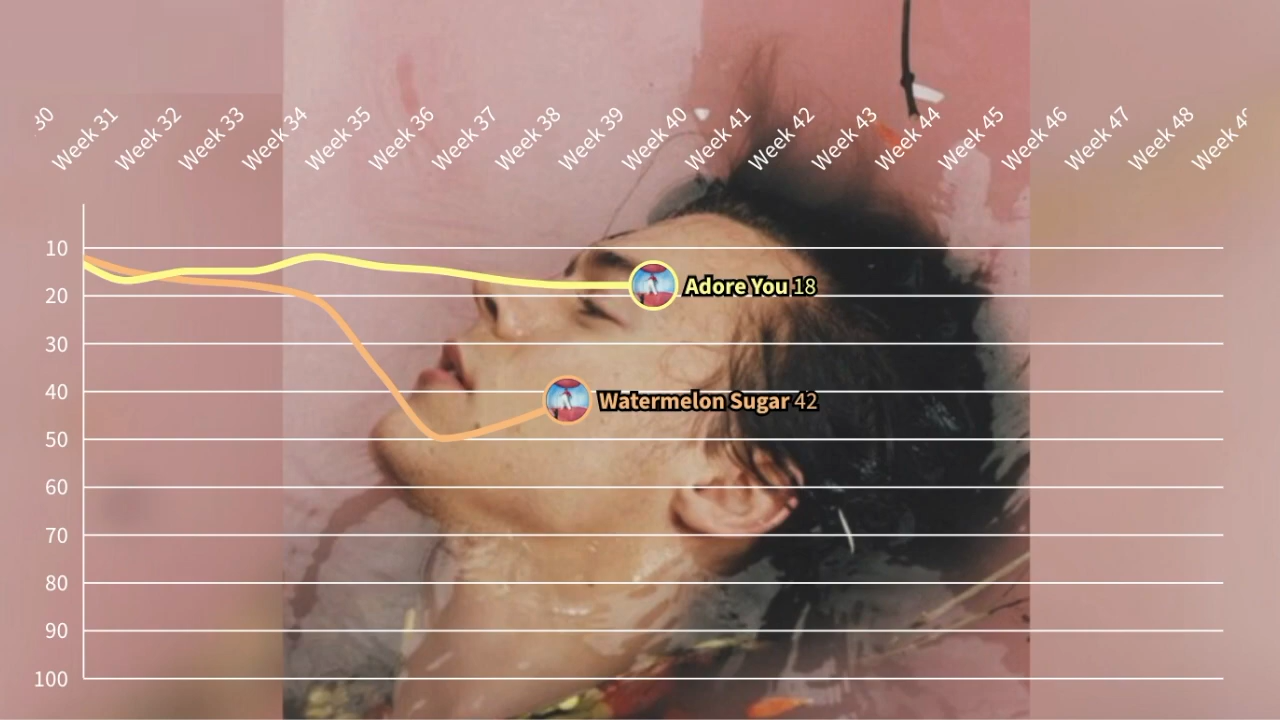 30
Week 31
Week 32
Week 33
Week 34
Week 35
Week 36
Week 37
Week 38
Week 39
Week 40
Week 41
Week 42
Week 43
Week 44
Week 45
Week 46
Week 47
Week 48
Week
10
20
30
40
50
60
70
80
90
100
Adore You 18
Watermelon Sugar 42